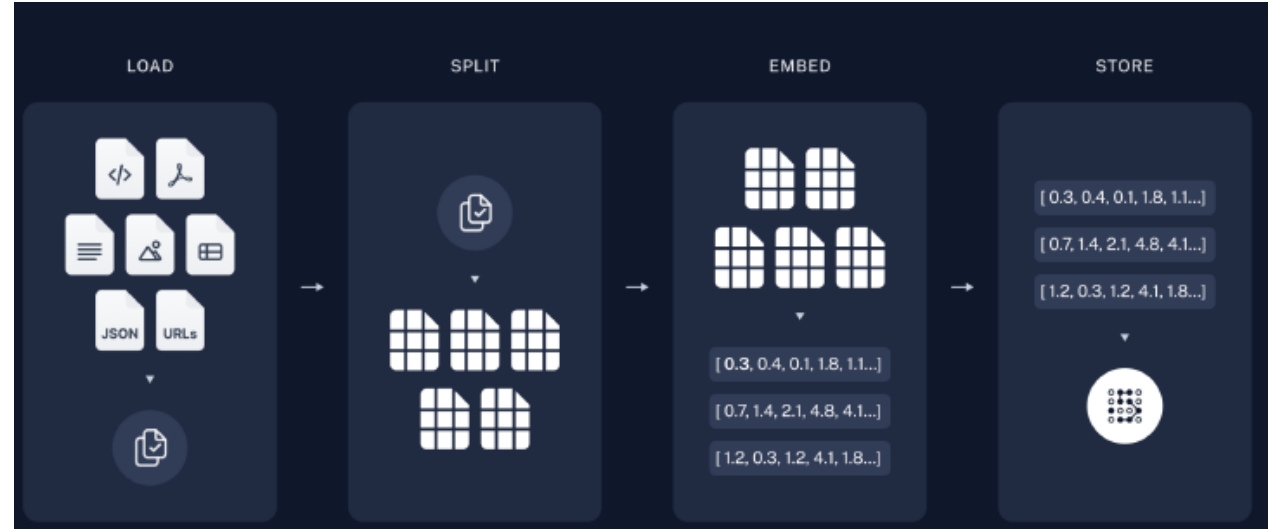 LOAD
SPLIT
EMBED
STORE
</>
JSON
URLs
[ 0.3, 0.4, 0.1, 1.8, 1.1...]
[ 0.7, 1.4, 2.1, 4.8, 4.1...]
[ 1.2, 0.3, 1.2, 4.1, 1.8...]
[ 0.3, 0.4, 0.1, 1.8, 1.1...]
[ 0.7, 1.4, 2.1, 4.8, 4.1...]
[ 1.2, 0.3, 1.2, 4.1, 1.8...]